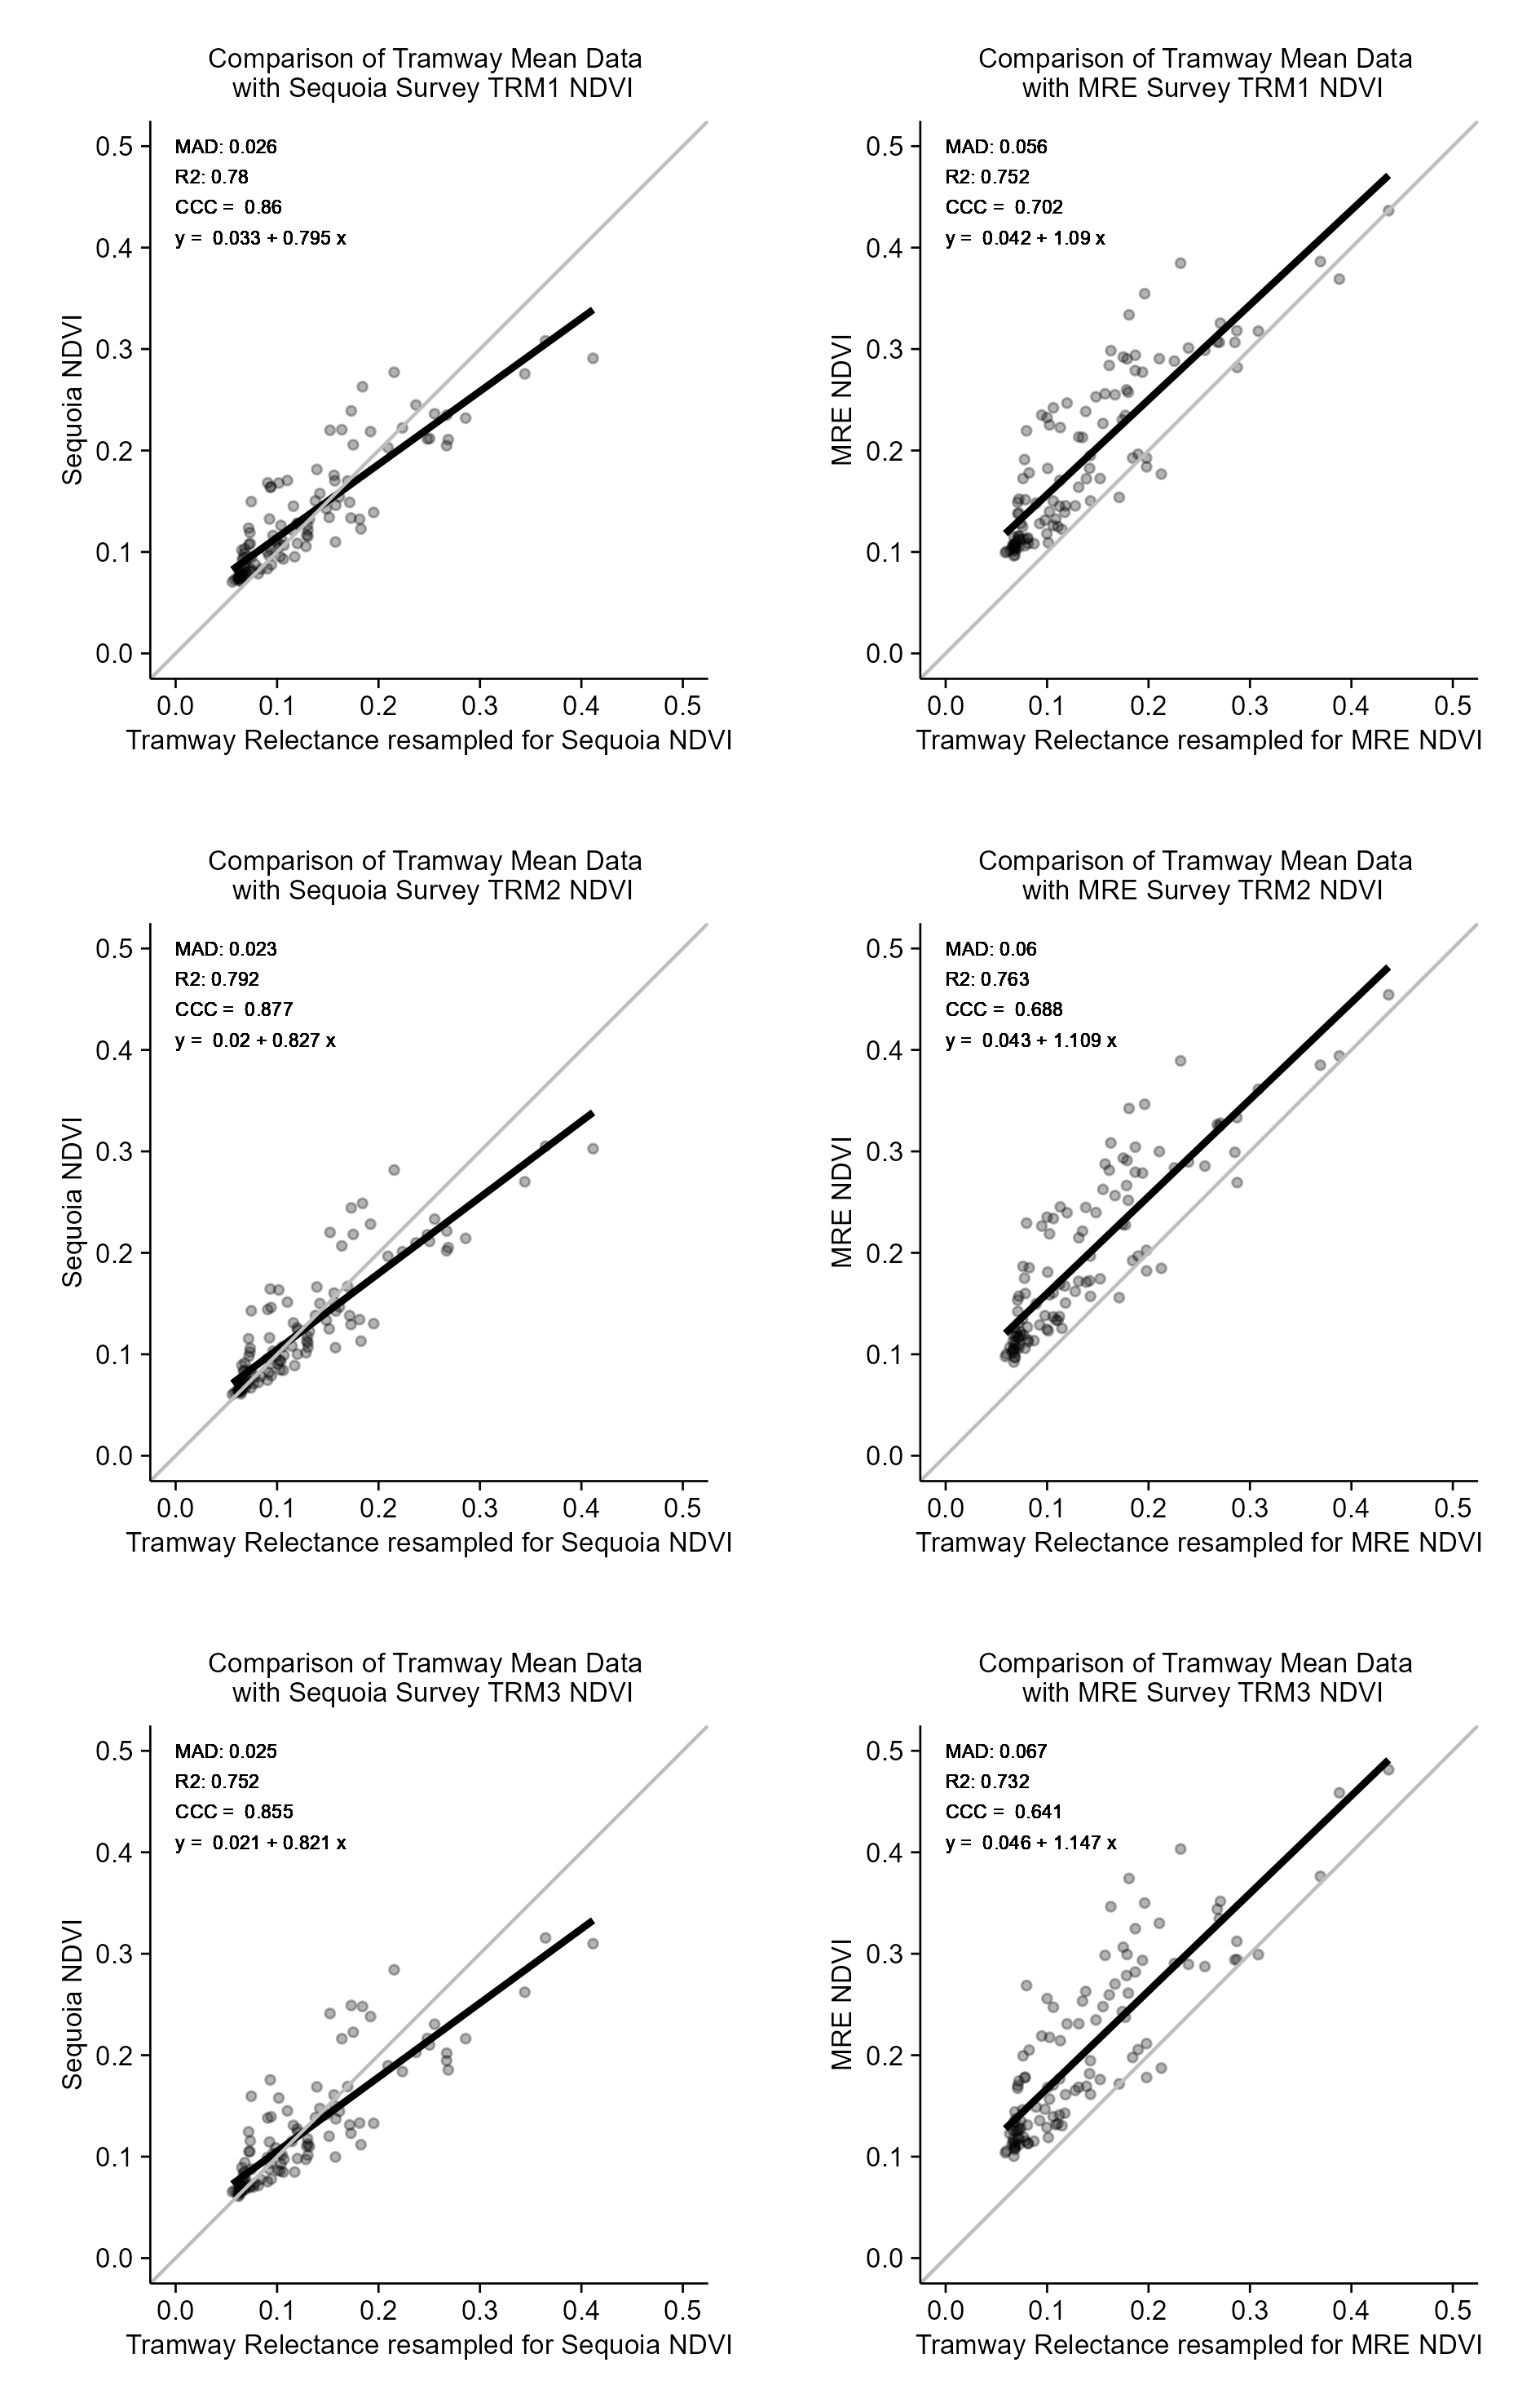 Comparison of Tramway Mean Data
with Sequoia Survey TRM1 NDVI
MAD: 0.026
R2: 0.78
CCC = 0.86
y = 0.033 + 0.795 x
0.5
0.4
0.3
0.2
0.1
0.0
Sequoia NDVI
0.0 0.1 0.2 0.3 0.4 0.5
Tramway Relectance resampled for Sequoia NDVI
Comparison of Tramway Mean Data
with MRE Survey TRM1 NDVI
MAD: 0.056
R2: 0.752
CCC = 0.702
y = 0.042 + 1.09 x
0.5
0.4
0.3
0.2
0.1
0.0
MRE NDVI
0.0 0.1 0.2 0.3 0.4 0.5
Tramway Relectance resampled for MRE NDVI
Comparison of Tramway Mean Data
with Sequoia Survey TRM2 NDVI
MAD: 0.023
R2: 0.792
CCC = 0.877
y = 0.02 + 0.827 x
0.5
0.4
0.3
0.2
0.1
0.0
Sequoia NDVI
0.0 0.1 0.2 0.3 0.4 0.5
Tramway Relectance resampled for Sequoia NDVI
Comparison of Tramway Mean Data
with MRE Survey TRM2 NDVI
MAD: 0.06
R2: 0.763
CCC = 0.688
y = 0.043 + 1.109 x
0.5
0.4
0.3
0.2
0.1
0.0
MRE NDVI
0.0 0.1 0.2 0.3 0.4 0.5
Tramway Relectance resampled for MRE NDVI
Comparison of Tramway Mean Data
with Sequoia Survey TRM3 NDVI
MAD: 0.025
R2: 0.752
CCC = 0.855
y = 0.021 + 0.821 x
0.5
0.4
0.3
0.2
0.1
0.0
Sequoia NDVI
0.0 0.1 0.2 0.3 0.4 0.5
Tramway Relectance resampled for Sequoia NDVI
Comparison of Tramway Mean Data
with MRE Survey TRM3 NDVI
MAD: 0.067
R2: 0.732
CCC = 0.641
y = 0.046 + 1.147 x
0.5
0.4
0.3
0.2
0.1
0.0
MRE NDVI
0.0 0.1 0.2 0.3 0.4 0.5
Tramway Relectance resampled for MRE NDVI